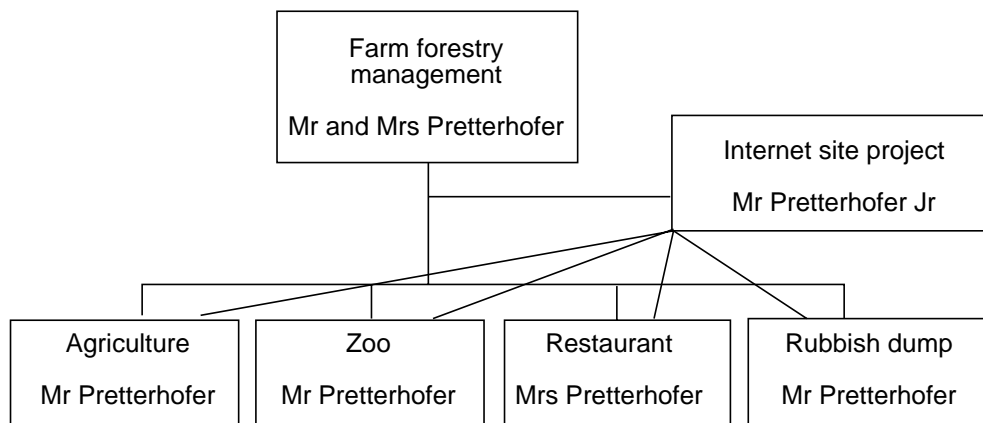 Farm forestry
management
Mr and Mrs Pretterhofer
Internet site project
Mr Pretterhofer Jr
Agriculture
Mr Pretterhofer
Zoo
Mr Pretterhofer
Restaurant
Mrs Pretterhofer
Rubbish dump
Mr Pretterhofer